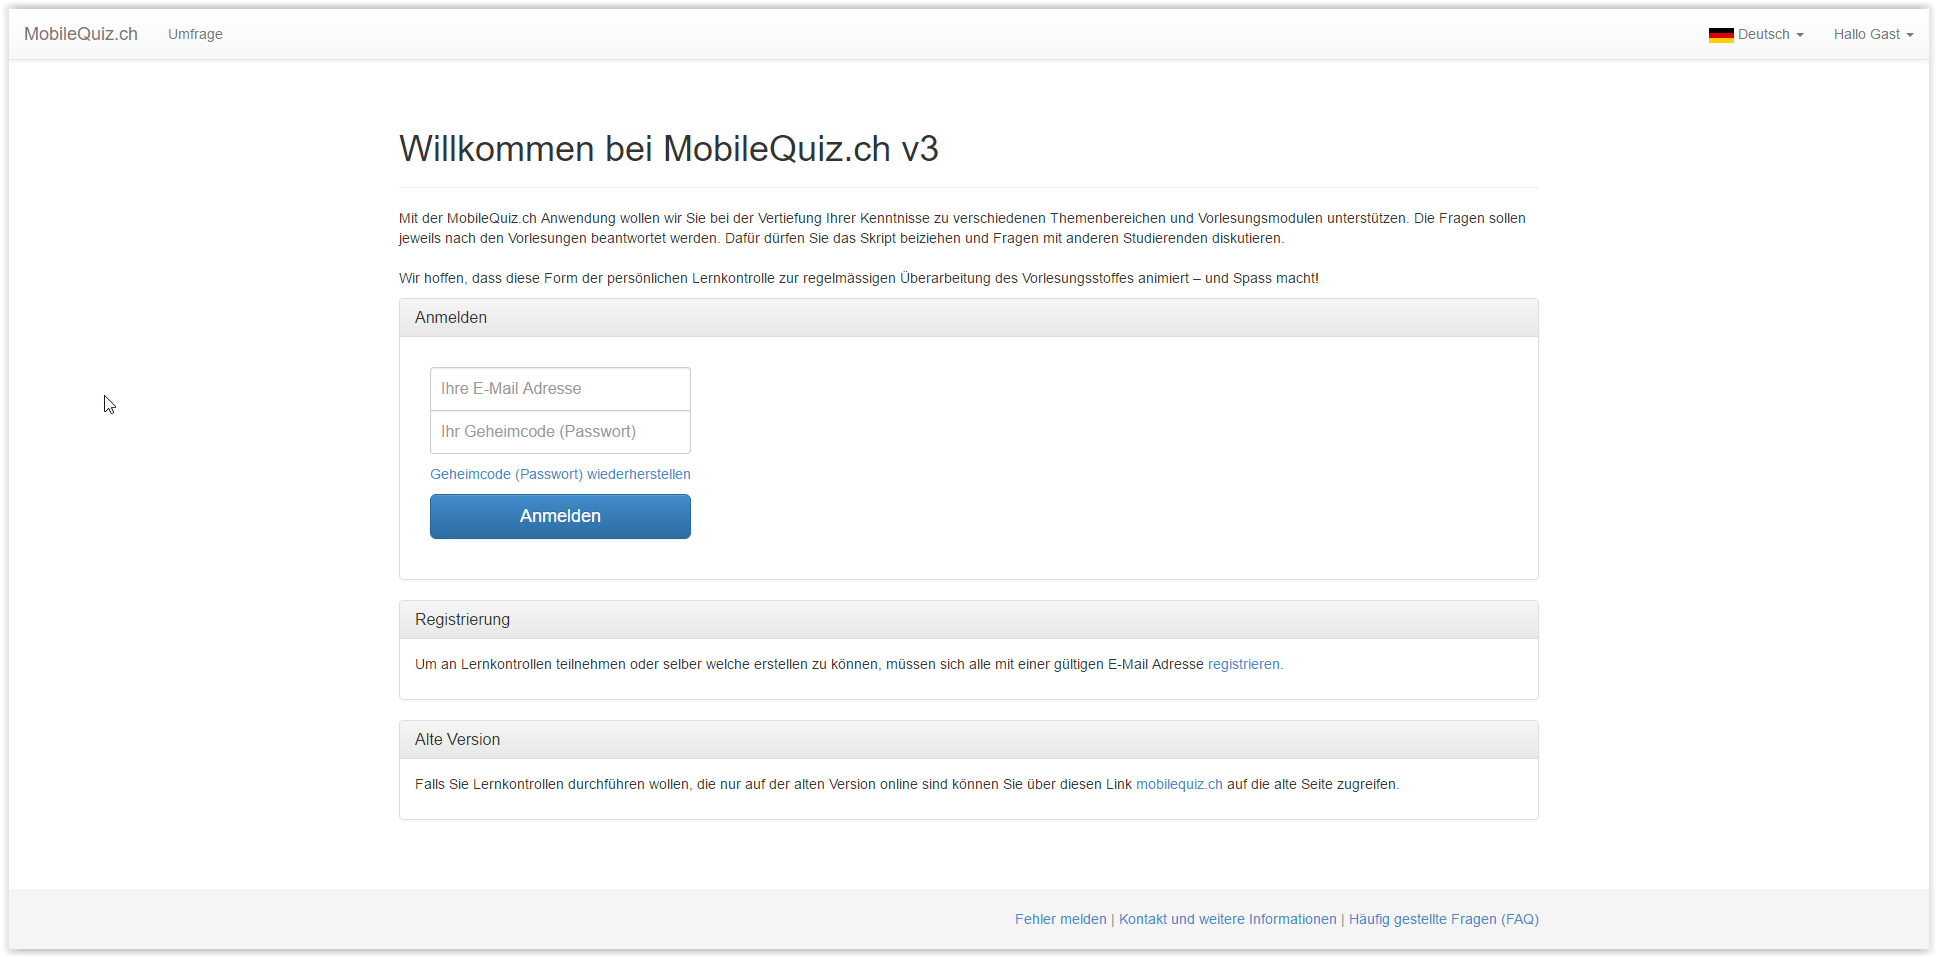 MobileQuiz.ch Umfrage Deutsch Hallo Gast
Willkommen bei MobileQuiz.ch v3
Mit der MobileQuiz.ch Anwendung wollen wir Sie bei der Vertiefung Ihrer Kenntnisse zu verschiedenen Themenbereichen und Vorlesungsmodulen unterstützen. Die Fragen sollen
jeweils nach den Vorlesungen beantwortet werden. Dafür dürfen Sie das Skript beiziehen und Fragen mit anderen Studierenden diskutieren.
Wir hoffen, dass diese Form der persönlichen Lernkontrolle zur regelmässigen Überarbeitung des Vorlesungsstoffes animiert – und Spass macht!
Anmelden
Ihre E-Mail Adresse
Ihr Geheimcode (Passwort)
Geheimcode (Passwort) wiederherstellen
Anmelden
Registrierung
Um an Lernkontrollen teilnehmen oder selber welche erstellen zu können, müssen sich alle mit einer gültigen E-Mail Adresse registrieren.
Alte Version
Falls Sie Lernkontrollen durchführen wollen, die nur auf der alten Version online sind können Sie über diesen Link mobilequiz.ch auf die alte Seite zugreifen.
Fehler melden | Kontakt und weitere Informationen | Häufig gestellte Fragen (FAQ)